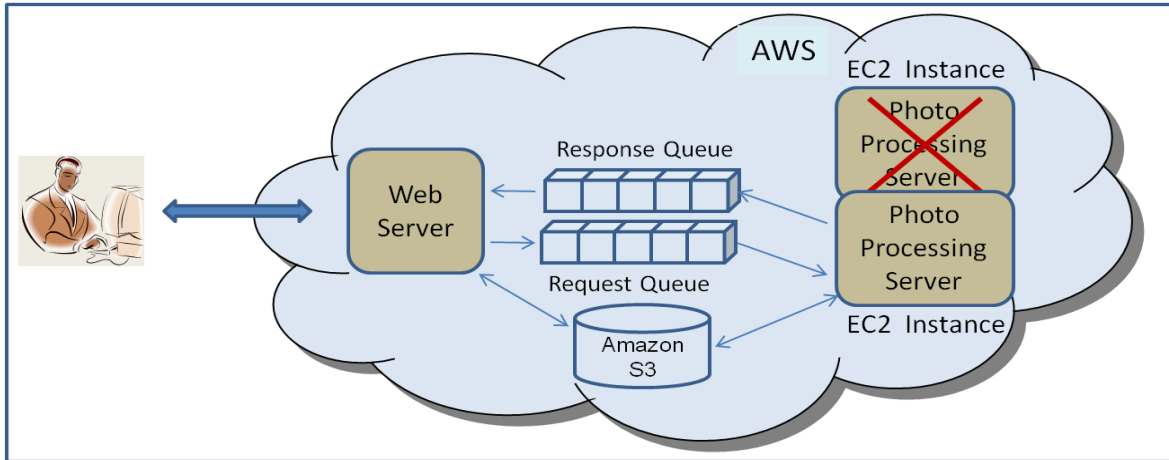 AWS
EC2 Instance
Photo
Processing
Server
Response Queue
Web
Server
Photo
Processing
Server
Request Queue
EC2 Instance
Amazon
S3